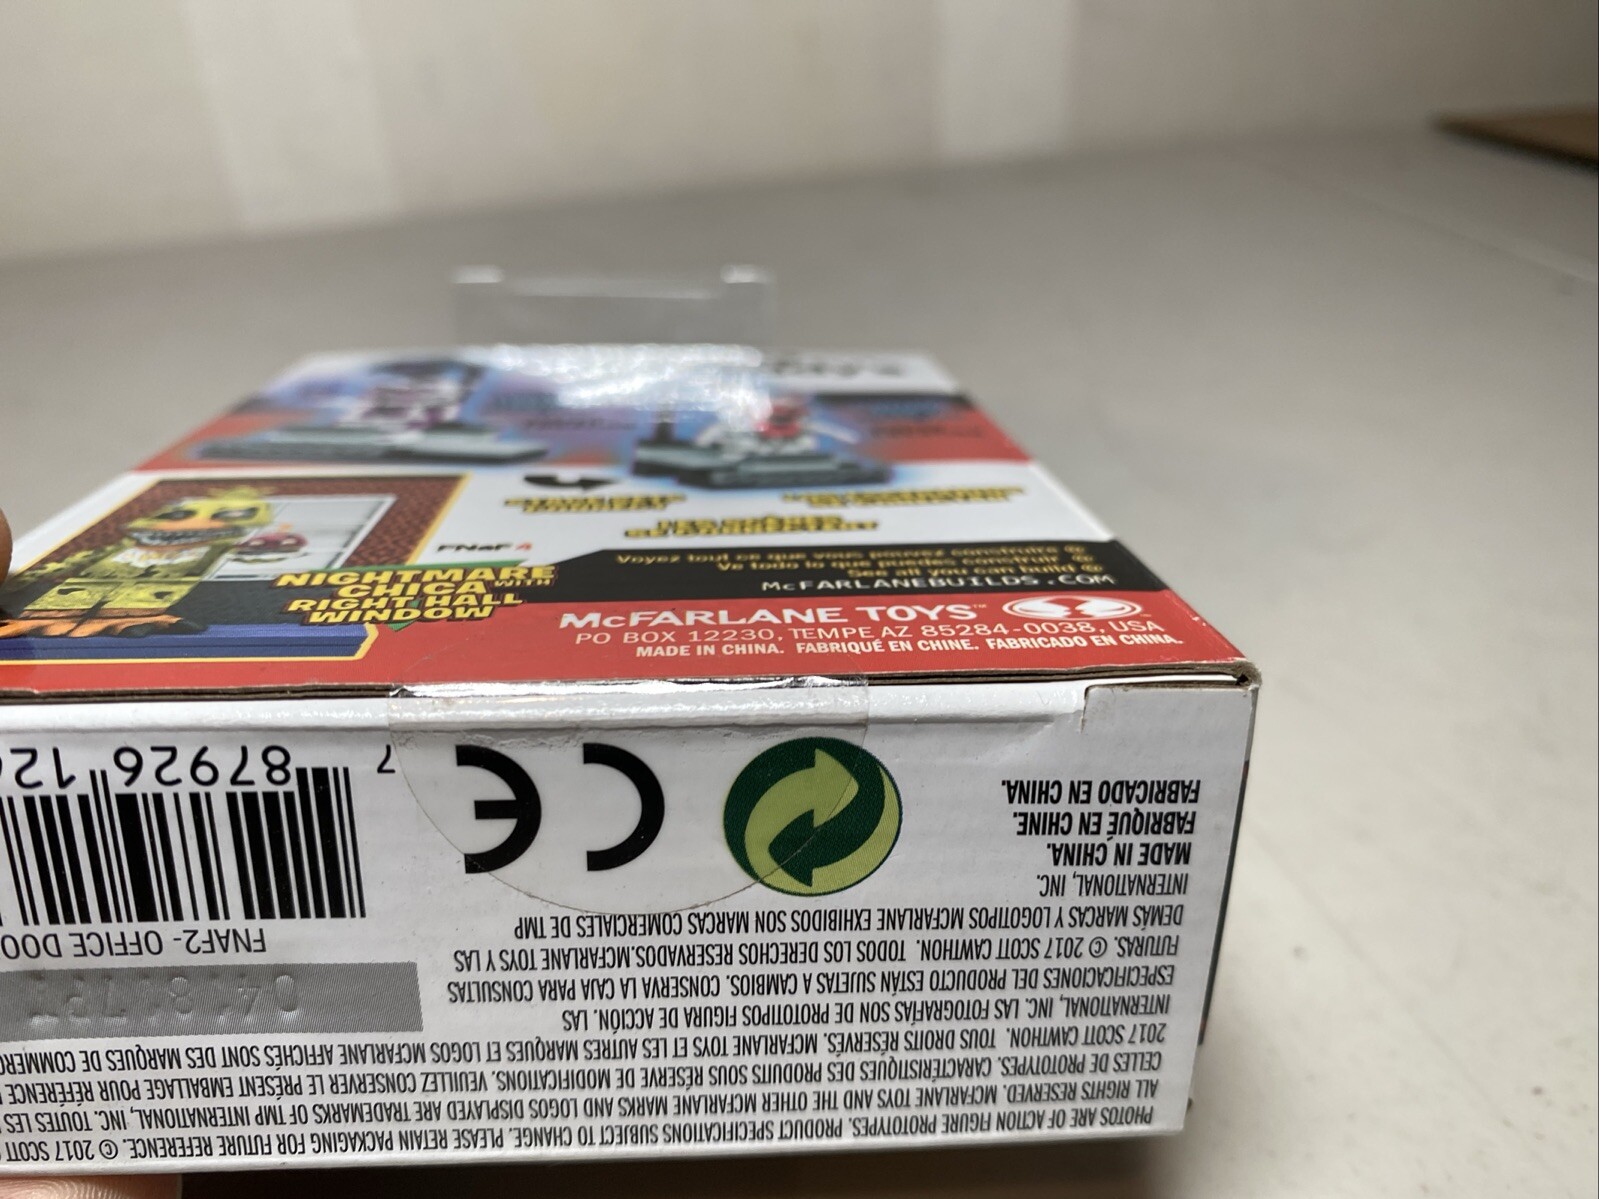 FNAF 4
NIGHTMARE
CHICA WITH
RIGHT HALL
WINDOW
Voyez tout ce que vous pouvez construire @
Ve todo lo que puedes construir @
See all you can build @
McFARLANEBUILDS.COM
McFARLANE TOYS™
PO BOX 12230, TEMPE AZ 85284-0038, USA
MADE IN CHINA. FABRIQUÉ EN CHINE. FABRICADO EN CHINA.
PHOTOS ARE OF ACTION FIGURE PROTOTYPES. PRODUCT SPECIFICATIONS SUBJECT TO CHANGE. PLEASE RETAIN PACKAGING FOR FUTURE REFERENCE. © 2017 SCOTT
ALL RIGHTS RESERVED. MCFARLANE TOYS AND THE OTHER MCFARLANE MARKS AND LOGOS DISPLAYED ARE TRADEMARKS OF TMP INTERNATIONAL, INC. TOUTES LES
CELLES DE PROTOTYPES. CARACTÉRISTIQUES DES PRODUITS SOUS RÉSERVE DE MODIFICATIONS. VEUILLEZ CONSERVER LE PRÉSENT EMBALLAGE POUR RÉFÉRENCE
2017 SCOTT CAWTHON. TOUS DROITS RÉSERVÉS. MCFARLANE TOYS ET LES AUTRES MARQUES ET LOGOS MCFARLANE AFFICHÉS SONT DES MARQUES DE
INTERNATIONAL, INC. LAS FOTOGRAFÍAS SON DE PROTOTIPOS DE FIGURA DE ACCIÓN. LAS
ESPECIFICACIONES DEL PRODUCTO ESTÁN SUJETAS A CAMBIOS. CONSERVA LA CAJA PARA CONSULTAS
FUTURAS. © 2017 SCOTT CAWTHON. TODOS LOS DERECHOS RESERVADOS.MCFARLANE TOYS Y LAS
DEMÁS MARCAS Y LOGOTIPOS MCFARLANE EXHIBIDOS SON MARCAS COMERCIALES DE TMP
INTERNATIONAL, INC.
MADE IN CHINA.
FABRIQUÉ EN CHINE.
FABRICADO EN CHINA.
FNAF2- OFFICE
7 87926
CE